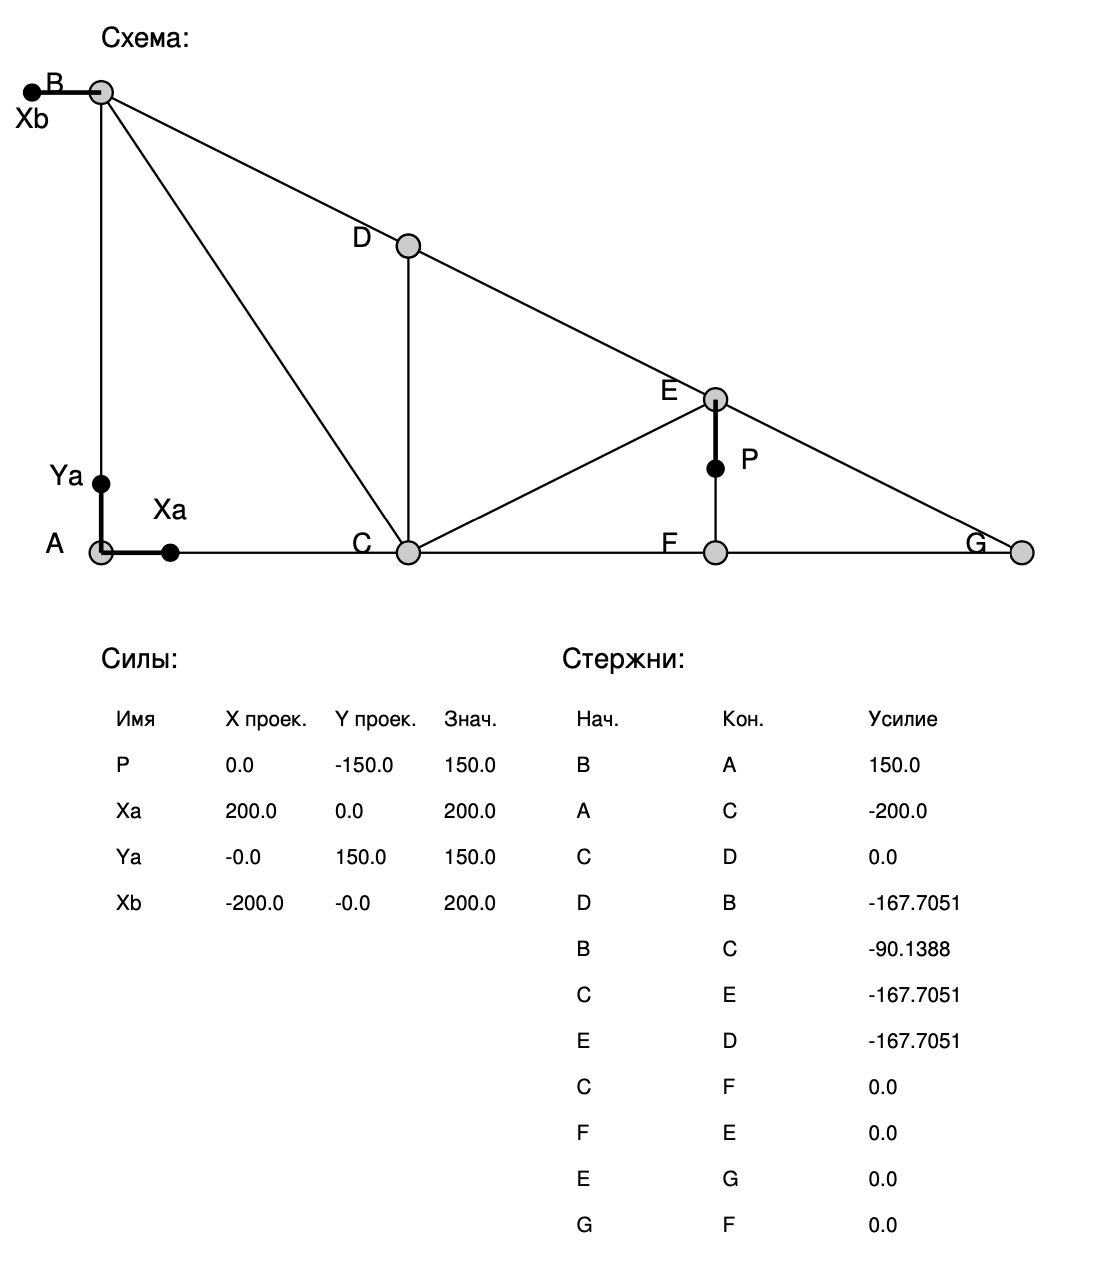 Схема:
B
Xb
D
E
P
Ya
Xa
A
C
F
G
Силы:
Стержни:
Имя X проек. Y проек. Знач. Нач. Кон. Усилие
P 0.0 -150.0 150.0 B A 150.0
Xa 200.0 0.0 200.0 A C -200.0
Ya -0.0 150.0 150.0 C D 0.0
Xb -200.0 -0.0 200.0 D B -167.7051
B C -90.1388
C E -167.7051
E D -167.7051
C F 0.0
F E 0.0
E G 0.0
G F 0.0